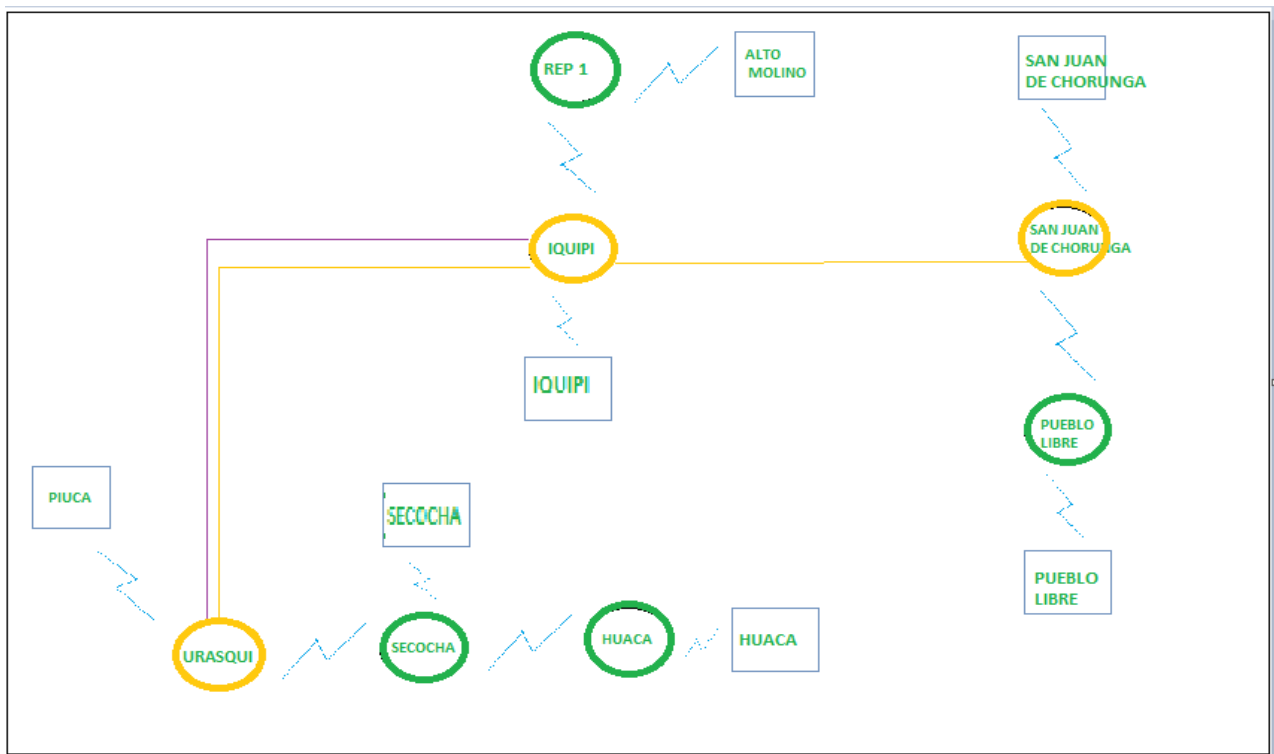 REP 1
ALTO
MOLINO
SAN JUAN
DE CHORUNGA
IQUIPI
SAN JUAN
DE CHORUNGA
IQUIPI
PUEBLO
LIBRE
PIUCA
SECOCHA
PUEBLO
LIBRE
URASQUI
SECOCHA
HUACA
HUACA